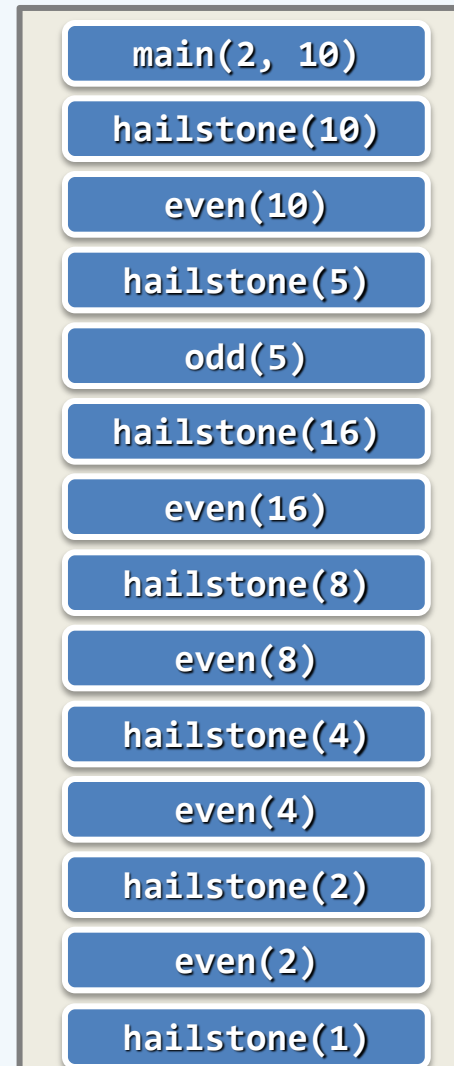 main(2, 10)
hailstone(10)
even(10)
hailstone(5)
odd(5)
hailstone(16)
even(16)
hailstone(8)
even(8)
hailstone(4)
even(4)
hailstone(2)
even(2)
hailstone(1)